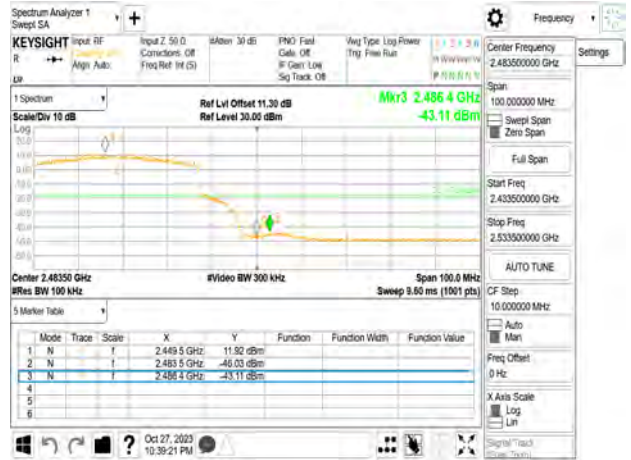 Spectrum Analyzer 1
Swept SA
Frequency
Settings
KEYSIGHT Input: RF
Input Z: 50 Ω
#Atten: 30 dB
PNO: Fast
Avg Type: Log-Power
R
Corrections: Off
Gate: Off
Trig: Free Run
Align: Auto
Freq Ref: Int (S)
IF Gain: Low
Sig Track: Off
P N N N N N
1 Spectrum
Ref Lvl Offset 11.30 dB
Mkr3 2.486 4 GHz
Scale/Div 10 dB
Ref Level 30.00 dBm
-43.11 dBm
Log
Center 2.48350 GHz
#Video BW 300 kHz
Span 100.0 MHz
#Res BW 100 kHz
Sweep 9.60 ms (1001 pts)
5 Marker Table
Mode Trace Scale X Y Function Function Width Function Value
1 N f 2.449 5 GHz 11.92 dBm
2 N f 2.483 5 GHz -46.03 dBm
3 N f 2.486 4 GHz -43.11 dBm
4
5
6
Oct 27, 2023
10:39:21 PM
Center Frequency
2.483500000 GHz
Span
100.000000 MHz
Swept Span
Zero Span
Full Span
Start Freq
2.433500000 GHz
Stop Freq
2.533500000 GHz
AUTO TUNE
CF Step
10.000000 MHz
Auto
Man
Freq Offset
0 Hz
X Axis Scale
Log
Lin
Signal Track